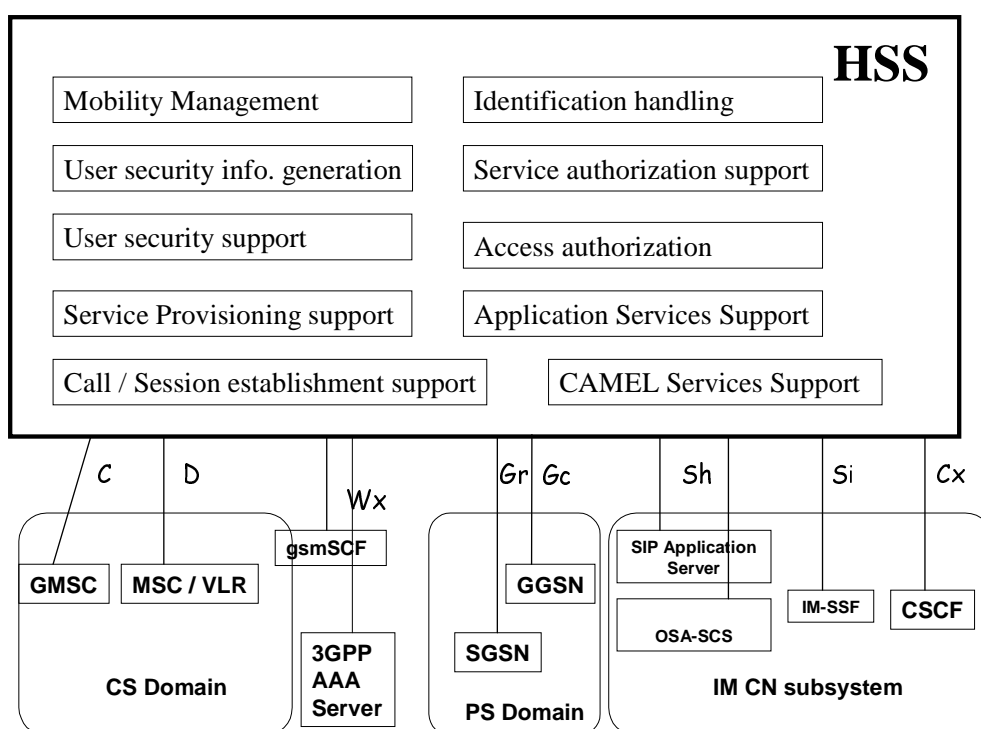 HSS
Mobility Management
Identification handling
User security info. generation
Service authorization support
User security support
Access authorization
Service Provisioning support
Application Services Support
Call / Session establishment support
CAMEL Services Support
C
D
Wx
Gr
Gc
Sh
Si
Cx
gsmSCF
GMSC
MSC / VLR
CS Domain
3GPP
AAA
Server
GGSN
SGSN
PS Domain
SIP Application
Server
OSA-SCS
IM-SSF
CSCF
IM CN subsystem